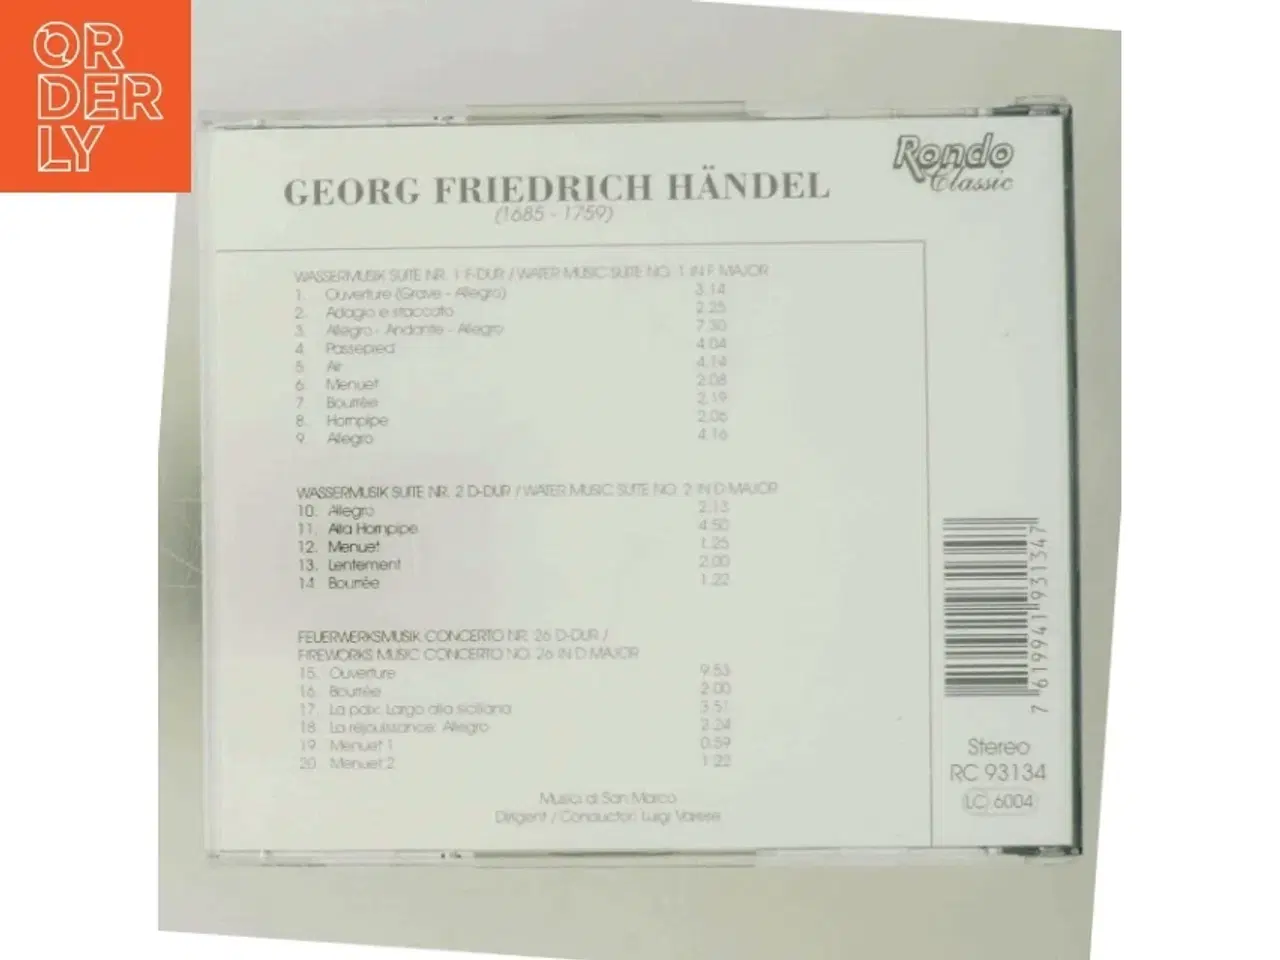 ORDERLY
Rondo
Classic
GEORG FRIEDRICH HÄNDEL
(1685 - 1759)
WASSERMUSIK SUITE NR. 1 F-DUR / WATER MUSIC SUITE NO. 1 IN F MAJOR
1. Ouverture (Grave - Allegro) 3.14
2. Adagio e staccato 2.25
3. Allegro - Andante - Allegro 7.30
4. Passepied 4.04
5. Air 4.14
6. Menuet 2.08
7. Bourrée 2.19
8. Hornpipe 2.06
9. Allegro 4.16
WASSERMUSIK SUITE NR. 2 D-DUR / WATER MUSIC SUITE NO. 2 IN D MAJOR
10. Allegro 2.13
11. Alla Hornpipe 4.50
12. Menuet 1.25
13. Lentement 2.00
14. Bourrée 1.22
FEUERWERKSMUSIK CONCERTO NR. 26 D-DUR /
FIREWORKS MUSIC CONCERTO NO. 26 IN D MAJOR
15. Ouverture 9.53
16. Bourrée 2.00
17. La paix: Largo alla siciliana 3.51
18. La réjouissance: Allegro 2.24
19. Menuet 1 0.59
20. Menuet 2 1.22
Musici di San Marco
Dirigent / Conductor: Luigi Varese
7 619941 931347
Stereo
RC 93134
LC 6004